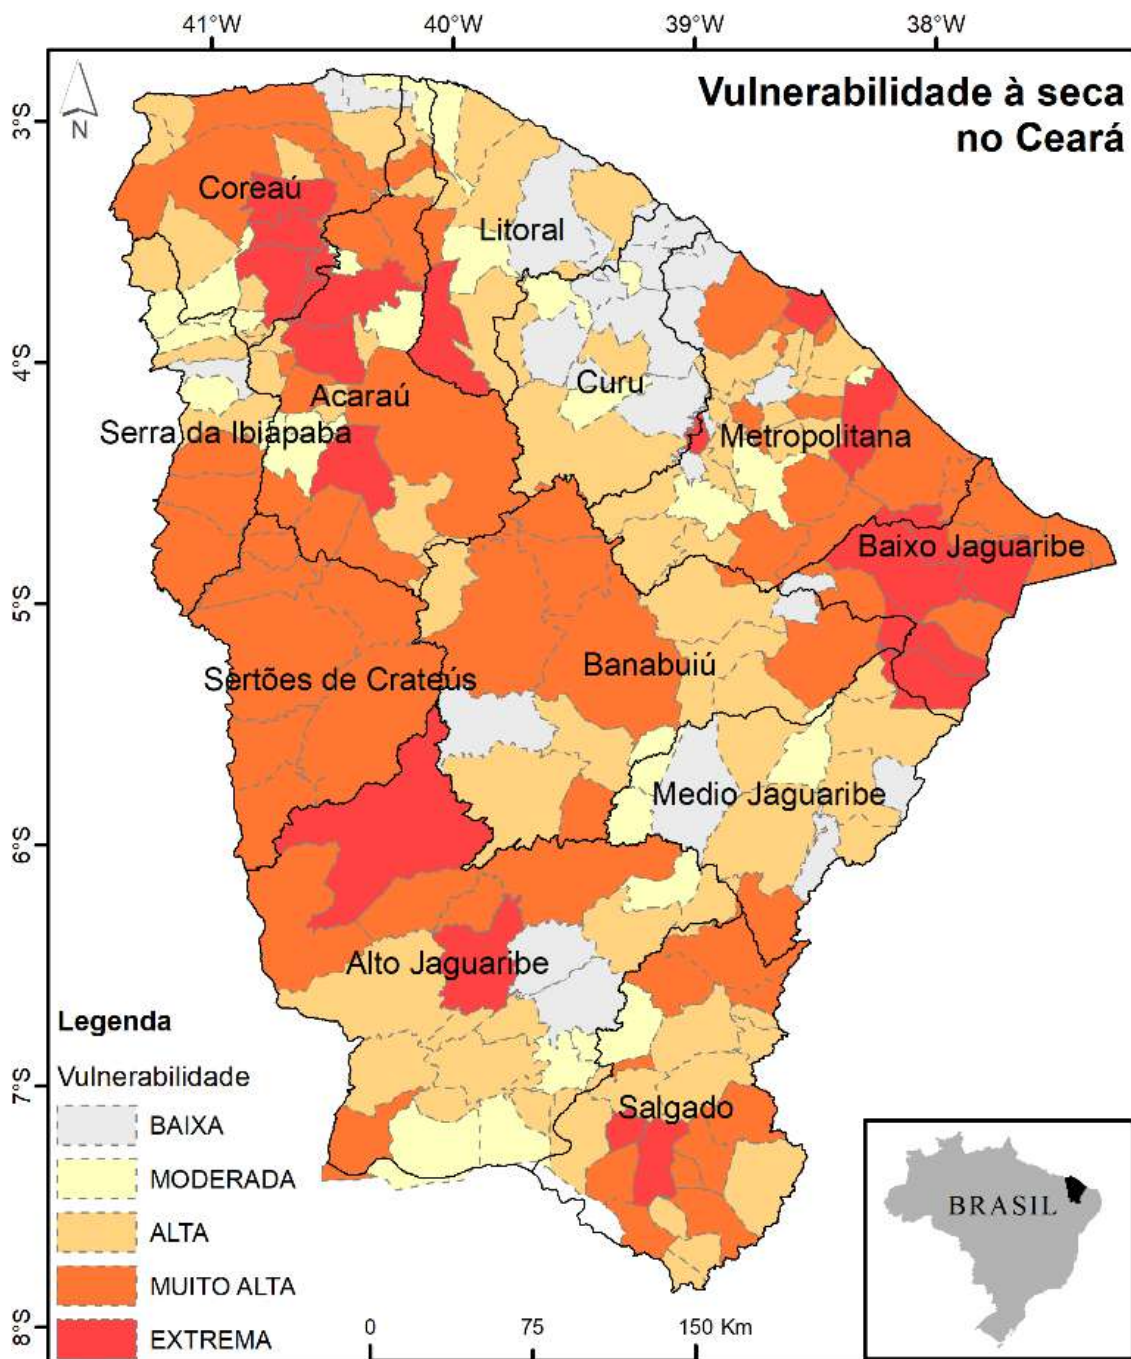 41°W
40°W
39°W
38°W
Vulnerabilidade à seca
no Ceará
N
3°S
4°S
5°S
6°S
7°S
8°S
Coreaú
Litoral
Curu
Acaraú
Serra da Ibiapaba
Metropolitana
Baixo Jaguaribe
Sertões de Crateús
Banabuiú
Medio Jaguaribe
Alto Jaguaribe
Salgado
Legenda
Vulnerabilidade
BAIXA
MODERADA
ALTA
MUITO ALTA
EXTREMA
0
75
150 Km
BRASIL